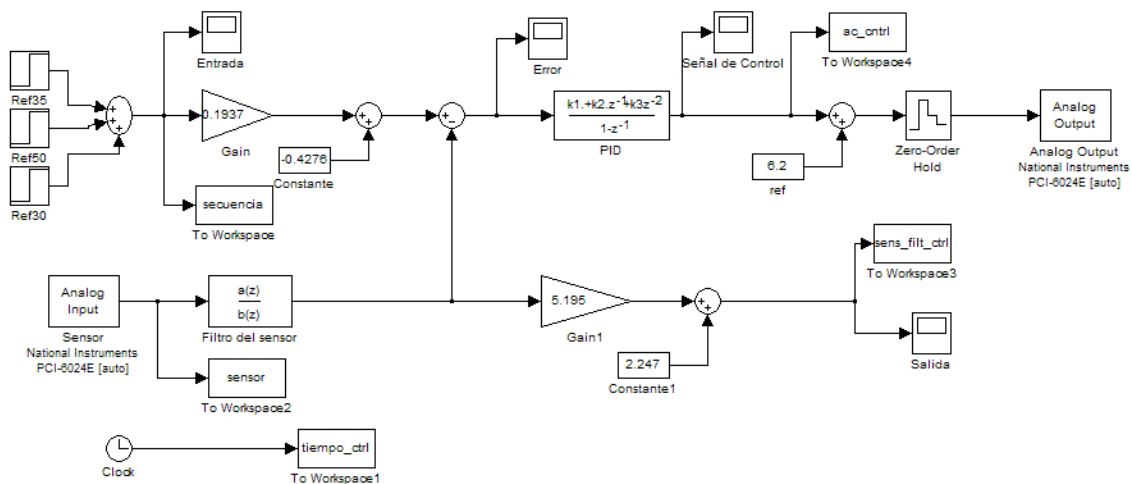 Ref35
Ref50
Ref30
+
+
+
Entrada
0.1937
Gain
-0.4276
Constante
+
+
−
secuencia
To Workspace
Error
k1.+k2.z-1+k3z-2
1-z-1
PID
Señal de Control
ac_cntrl
To Workspace4
6.2
ref
+
+
Zero-Order
Hold
Analog
Output
Analog Output
National Instruments
PCI-6024E [auto]
Analog
Input
Sensor
National Instruments
PCI-6024E [auto]
a(z)
b(z)
Filtro del sensor
sensor
To Workspace2
5.195
Gain1
2.247
Constante1
+
+
sens_filt_ctrl
To Workspace3
Salida
Clock
tiempo_ctrl
To Workspace1